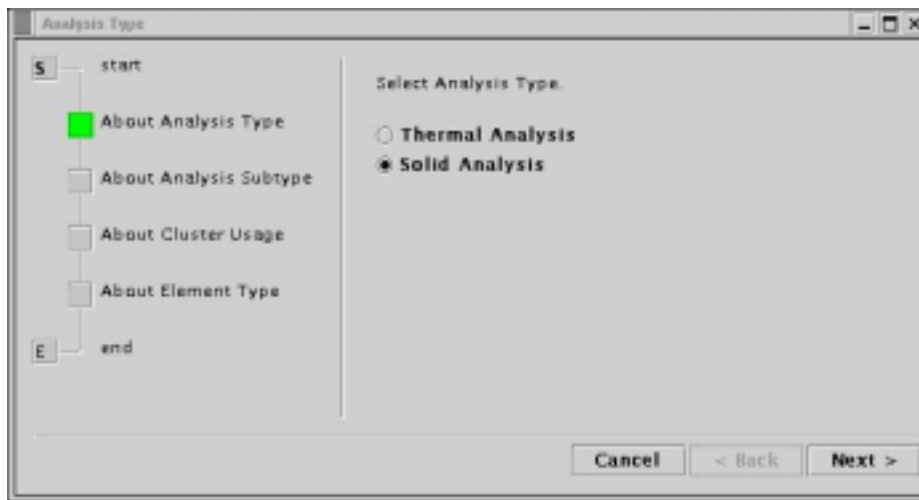 Analysis Type
S start
About Analysis Type
About Analysis Subtype
About Cluster Usage
About Element Type
E end
Select Analysis Type.
Thermal Analysis
Solid Analysis
Cancel < Back Next >